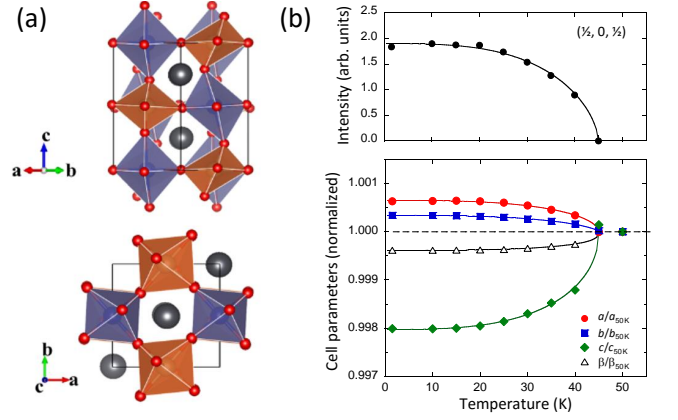 (a)
c
a
b
b
c
a
(b)
Intensity (arb. units)
2.5
2.0
1.5
1.0
0.5
0.0
(½, 0, ½)
Cell parameters (normalized)
1.001
1.000
0.999
0.998
0.997
a/a50K
b/b50K
c/c50K
β/β50K
0 10 20 30 40 50
Temperature (K)